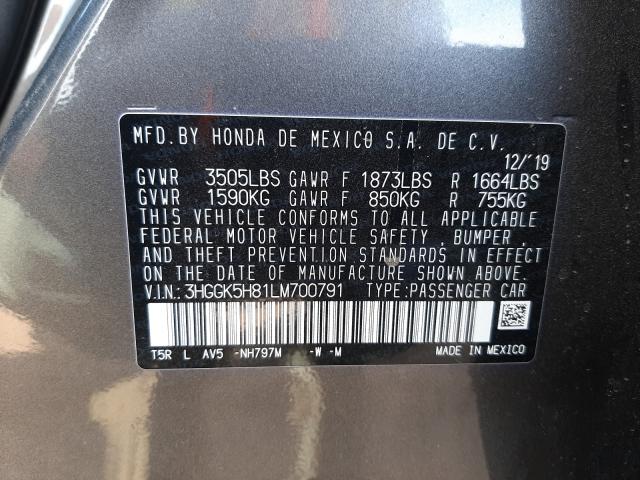 MFD.BY HONDA DE MEXICO S.A. DE C.V.
12/'19
GVWR 3505LBS GAWR F 1873LBS R 1664LBS
GVWR 1590KG GAWR F 850KG R 755KG
THIS VEHICLE CONFORMS TO ALL APPLICABLE
FEDERAL MOTOR VEHICLE SAFETY , BUMPER ,
AND THEFT PREVENTION STANDARDS IN EFFECT
ON THE DATE OF MANUFACTURE SHOWN ABOVE.
V.IN.: 3HGGK5H81LM700791 TYPE:PASSENGER CAR
T5R L AV5 -NH797M -W -M MADE IN MEXICO